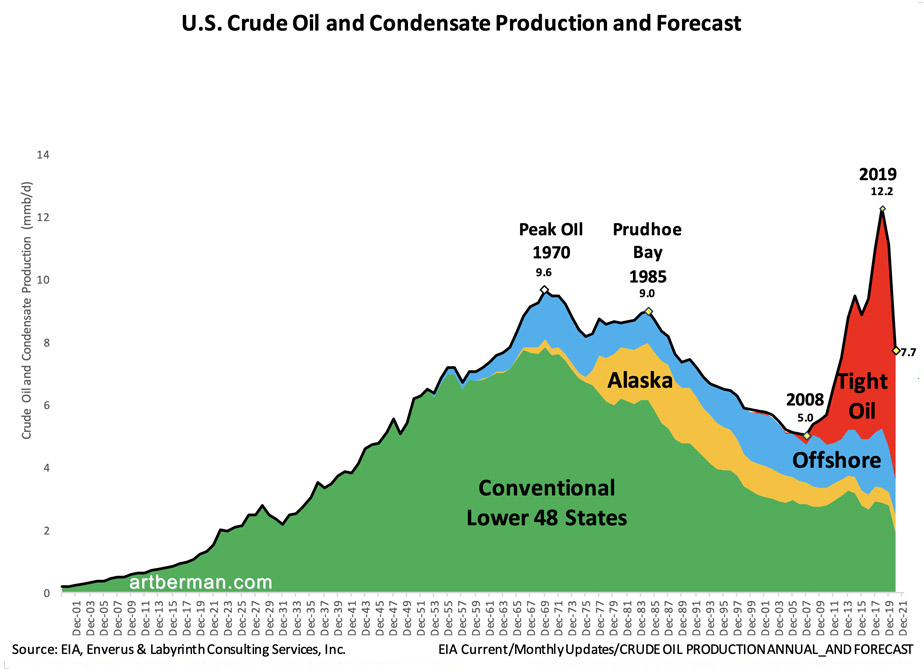 U.S. Crude Oil and Condensate Production and Forecast
Crude Oil and Condensate Production (mmb/d)
14
12
10
8
6
4
2
0
Peak OIl
1970
9.6
Prudhoe
Bay
1985
9.0
2019
12.2
7.7
2008
5.0
Tight
Oil
Alaska
Offshore
Conventional
Lower 48 States
artberman.com
Dec-01
Dec-03
Dec-05
Dec-07
Dec-09
Dec-11
Dec-13
Dec-15
Dec-17
Dec-19
Dec-21
Dec-23
Dec-25
Dec-27
Dec-29
Dec-31
Dec-33
Dec-35
Dec-37
Dec-39
Dec-41
Dec-43
Dec-45
Dec-47
Dec-49
Dec-51
Dec-53
Dec-55
Dec-57
Dec-59
Dec-61
Dec-63
Dec-65
Dec-67
Dec-69
Dec-71
Dec-73
Dec-75
Dec-77
Dec-79
Dec-81
Dec-83
Dec-85
Dec-87
Dec-89
Dec-91
Dec-93
Dec-95
Dec-97
Dec-99
Dec-01
Dec-03
Dec-05
Dec-07
Dec-09
Dec-11
Dec-13
Dec-15
Dec-17
Dec-19
Dec-21
Source: EIA, Enverus & Labyrinth Consulting Services, Inc.
EIA Current/Monthly Updates/CRUDE OIL PRODUCTION ANNUAL_AND FORECAST